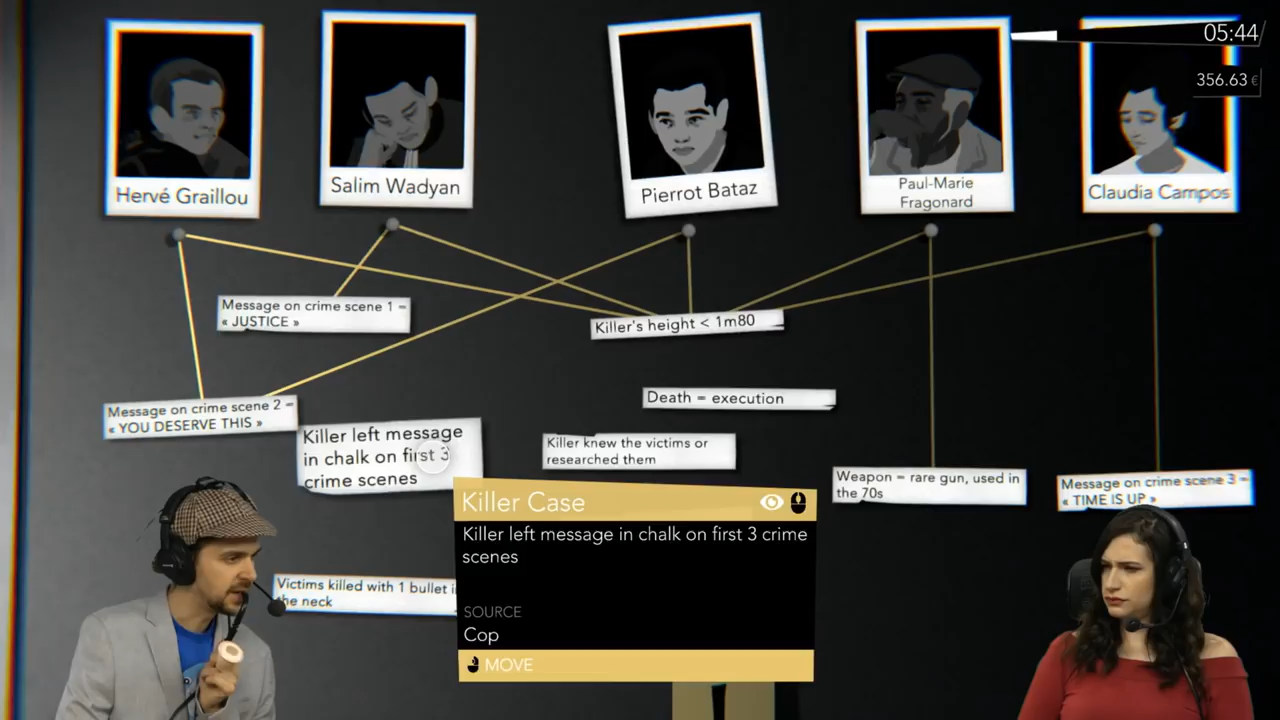 05:44
356.63 €
Hervé Graillou
Salim Wadyan
Pierrot Bataz
Paul-Marie
Fragonard
Claudia Campos
Message on crime scene 1 =
« JUSTICE »
Killer's height < 1m80
Death = execution
Message on crime scene 2 =
« YOU DESERVE THIS »
Killer left message
in chalk on first 3
crime scenes
Killer knew the victims or
researched them
Weapon = rare gun, used in
the 70s
Message on crime scene 3 =
« TIME IS UP »
Killer Case
Killer left message in chalk on first 3 crime
scenes
SOURCE
Cop
MOVE
Victims killed with 1 bullet
the neck